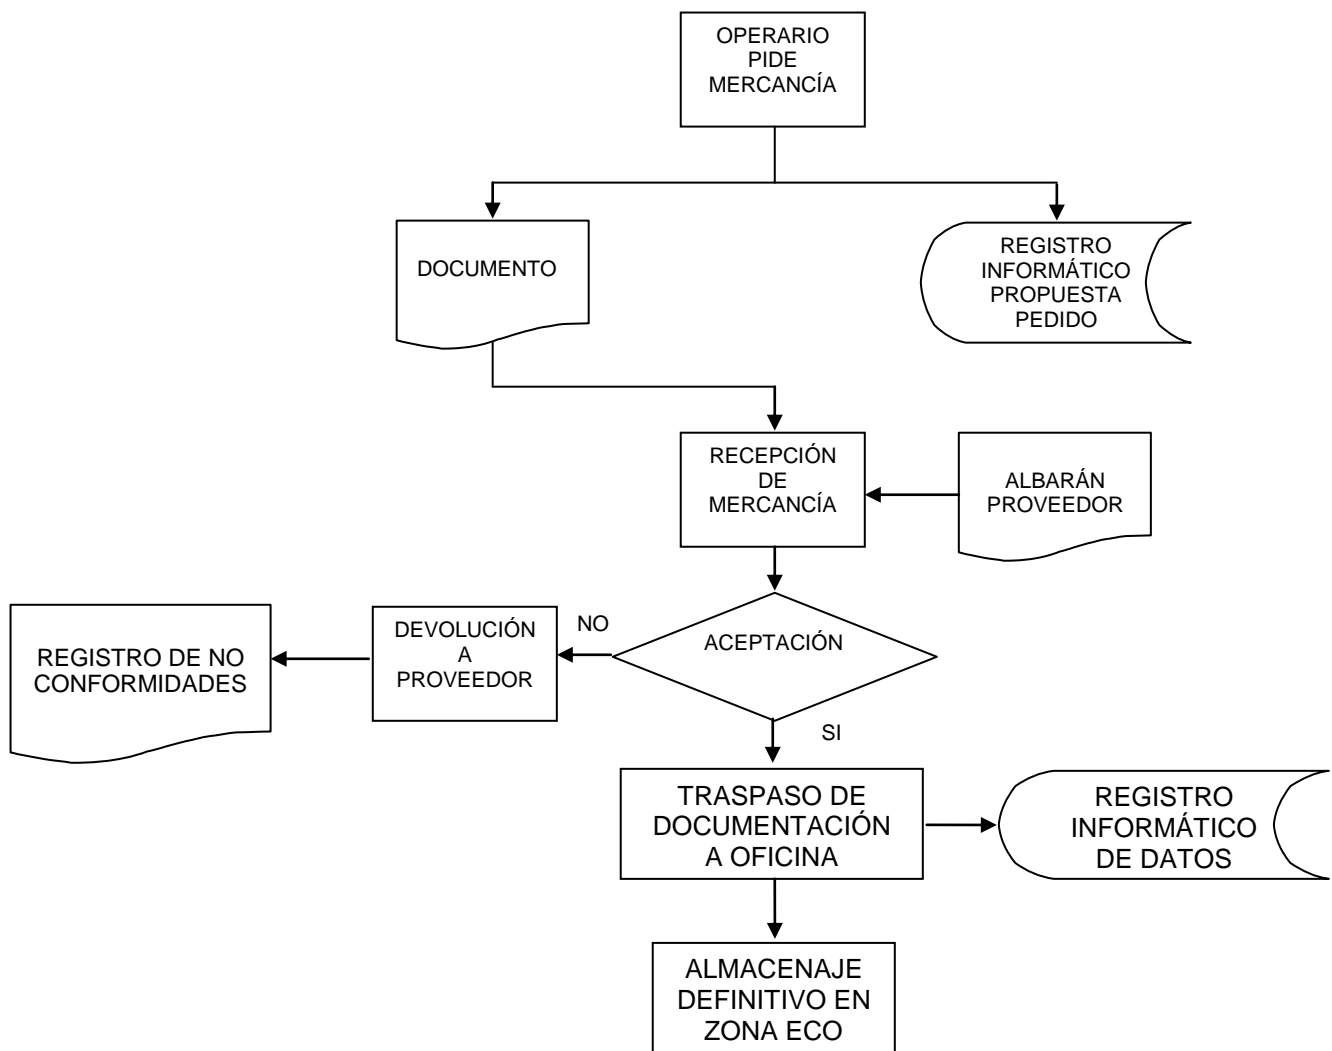 OPERARIO
PIDE
MERCANCÍA
DOCUMENTO
REGISTRO
INFORMÁTICO
PROPUESTA
PEDIDO
RECEPCIÓN
DE
MERCANCÍA
ALBARÁN
PROVEEDOR
ACEPTACIÓN
NO
DEVOLUCIÓN
A
PROVEEDOR
REGISTRO DE NO
CONFORMIDADES
SI
TRASPASO DE
DOCUMENTACIÓN
A OFICINA
REGISTRO
INFORMÁTICO
DE DATOS
ALMACENAJE
DEFINITIVO EN
ZONA ECO